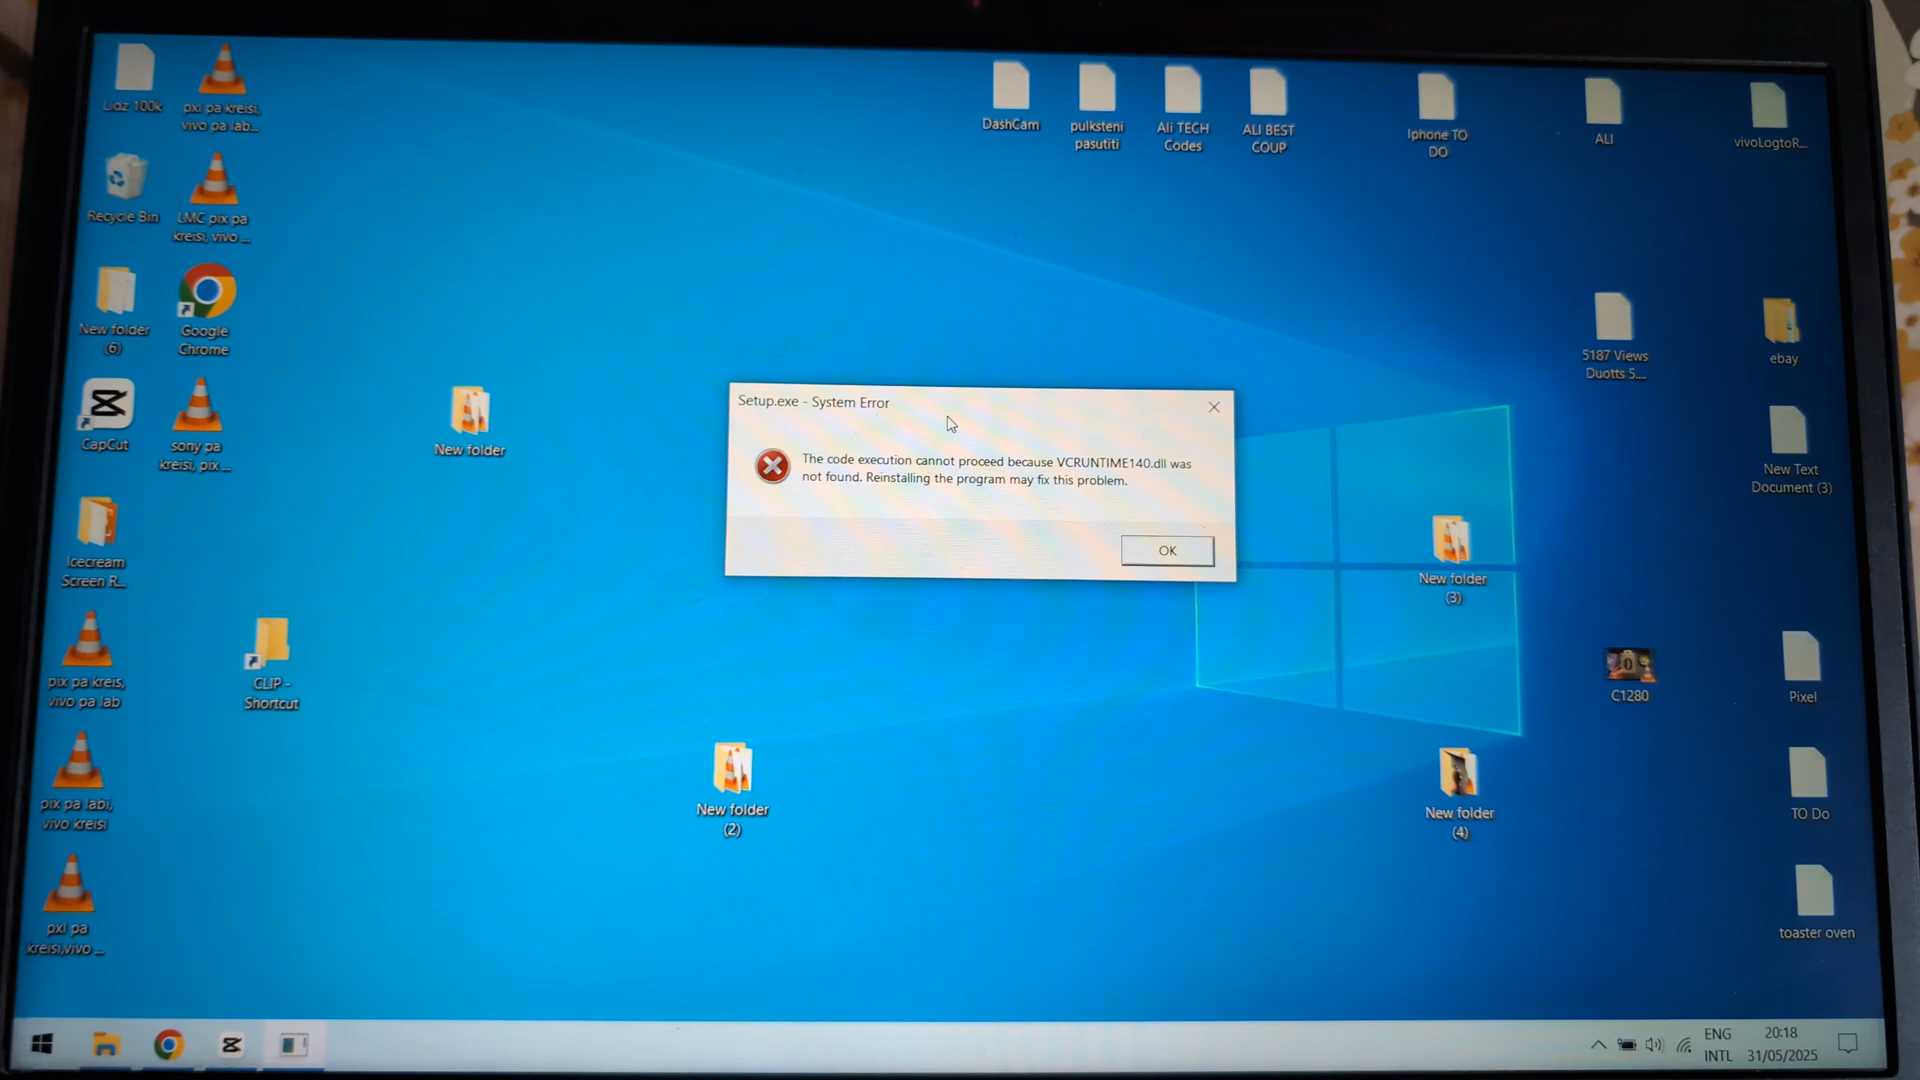 Lidz 100k
pxl pa kreisi,
vivo pa lab...
DashCam
pulksteni
pasutiti
Ali TECH
Codes
ALI BEST
COUP
Iphone TO
DO
ALI
vivoLogtoR...
Recycle Bin
LMC pix pa
kreisi, vivo ...
New folder
(6)
Google
Chrome
5187 Views
Duotts 5....
ebay
CapCut
sony pa
kreisi, pix ...
New folder
Setup.exe - System Error
The code execution cannot proceed because VCRUNTIME140.dll was
not found. Reinstalling the program may fix this problem.
OK
New Text
Document (3)
Icecream
Screen R...
New folder
(3)
pix pa kreis,
vivo pa lab
CLIP -
Shortcut
C1280
Pixel
pix pa labi,
vivo kreisi
New folder
(2)
New folder
(4)
TO Do
pxl pa
kreisi,vivo ...
toaster oven
ENG
INTL
20:18
31/05/2025